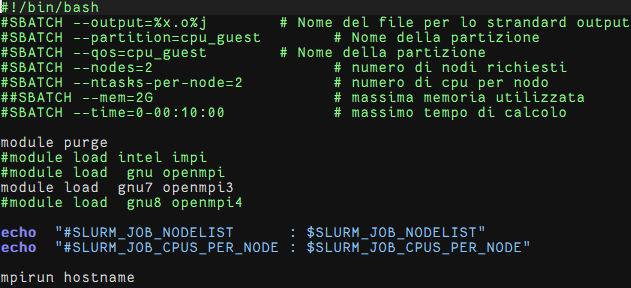 #!/bin/bash
#SBATCH --output=%x.o%j # Nome del file per lo strandard output
#SBATCH --partition=cpu_guest # Nome della partizione
#SBATCH --qos=cpu_guest # Nome della partizione
#SBATCH --nodes=2 # numero di nodi richiesti
#SBATCH --ntasks-per-node=2 # numero di cpu per nodo
##SBATCH --mem=2G # massima memoria utilizzata
#SBATCH --time=0-00:10:00 # massimo tempo di calcolo
module purge
#module load intel impi
#module load gnu openmpi
module load gnu7 openmpi3
#module load gnu8 openmpi4
echo "#SLURM_JOB_NODELIST : $SLURM_JOB_NODELIST"
echo "#SLURM_JOB_CPUS_PER_NODE : $SLURM_JOB_CPUS_PER_NODE"
mpirun hostname